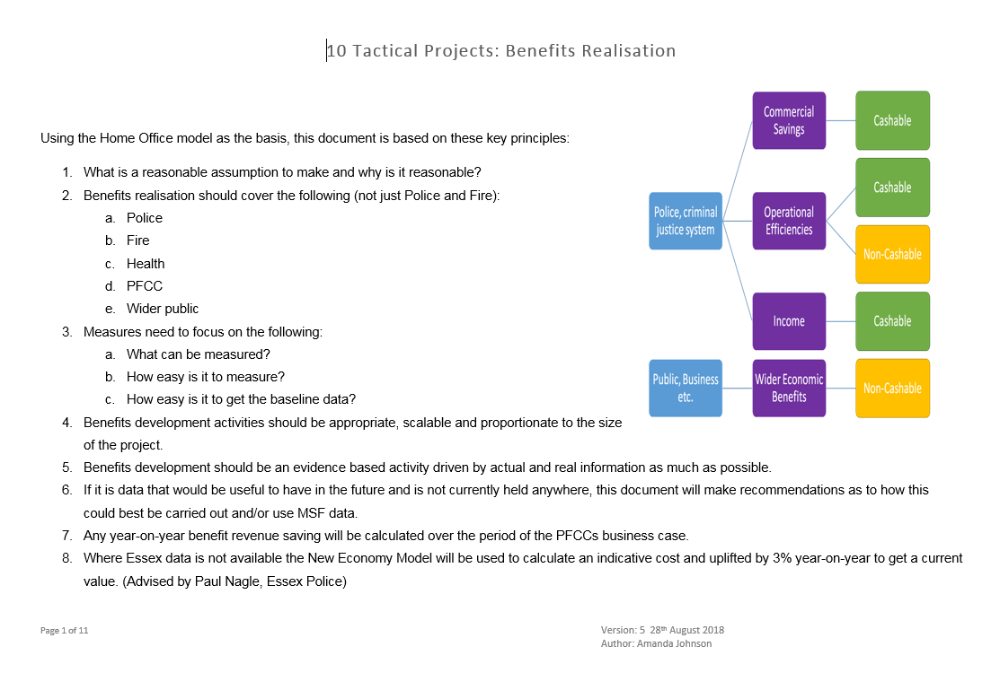 10 Tactical Projects: Benefits Realisation
Using the Home Office model as the basis, this document is based on these key principles:
1. What is a reasonable assumption to make and why is it reasonable?
2. Benefits realisation should cover the following (not just Police and Fire):
a. Police
b. Fire
c. Health
d. PFCC
e. Wider public
3. Measures need to focus on the following:
a. What can be measured?
b. How easy is it to measure?
c. How easy is it to get the baseline data?
4. Benefits development activities should be appropriate, scalable and proportionate to the size
of the project.
5. Benefits development should be an evidence based activity driven by actual and real information as much as possible.
6. If it is data that would be useful to have in the future and is not currently held anywhere, this document will make recommendations as to how this
could best be carried out and/or use MSF data.
7. Any year-on-year benefit revenue saving will be calculated over the period of the PFCCs business case.
8. Where Essex data is not available the New Economy Model will be used to calculate an indicative cost and uplifted by 3% year-on-year to get a current
value. (Advised by Paul Nagle, Essex Police)
Police, criminal
justice system
Commercial
Savings
Cashable
Operational
Efficiencies
Cashable
Non-Cashable
Income
Cashable
Public, Business
etc.
Wider Economic
Benefits
Non-Cashable
Page 1 of 11
Version: 5 28th August 2018
Author: Amanda Johnson